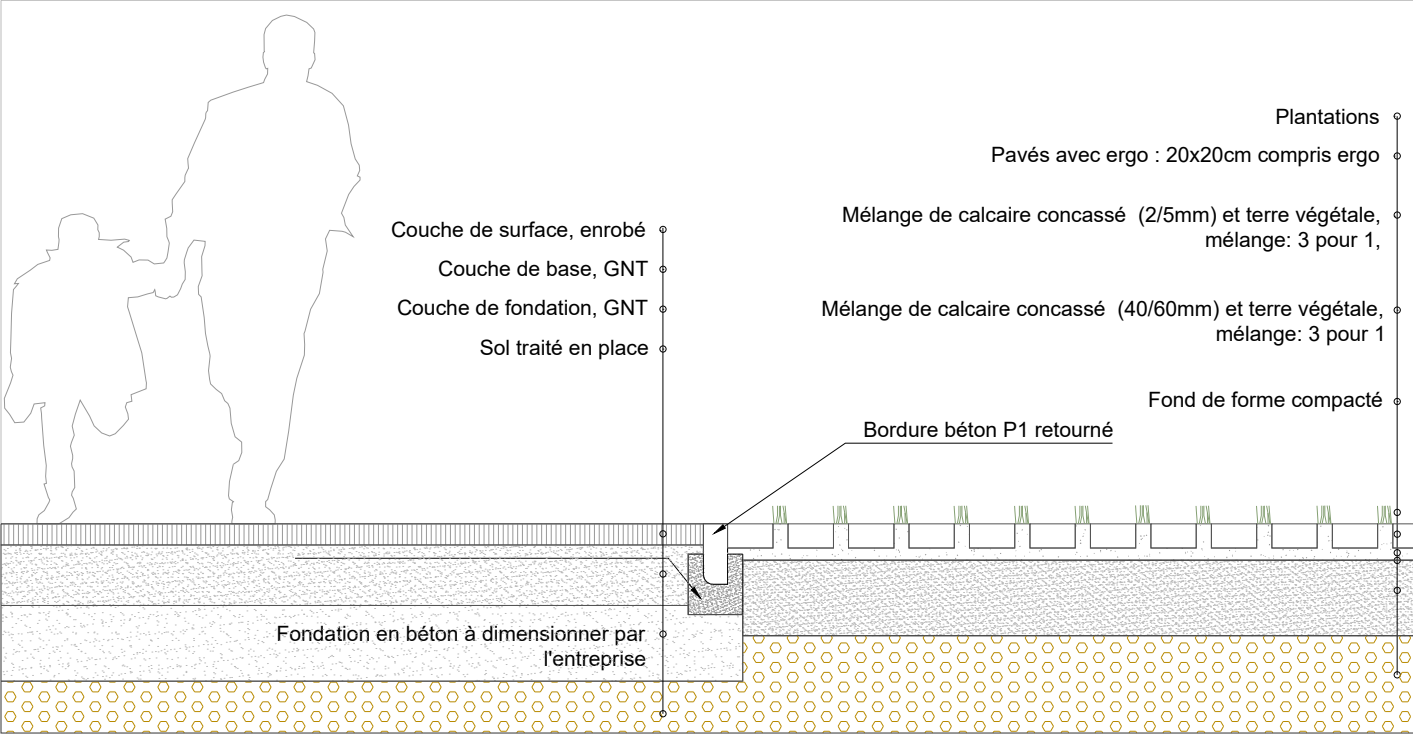 Plantations
Pavés avec ergo : 20x20cm compris ergo
Mélange de calcaire concassé  (2/5mm) et terre végétale,
mélange: 3 pour 1,
Mélange de calcaire concassé  (40/60mm) et terre végétale,
mélange: 3 pour 1
Fond de forme compacté
Couche de surface, enrobé
Couche de base, GNT
Couche de fondation, GNT
Sol traité en place
Bordure béton P1 retourné
Fondation en béton à dimensionner par
l'entreprise